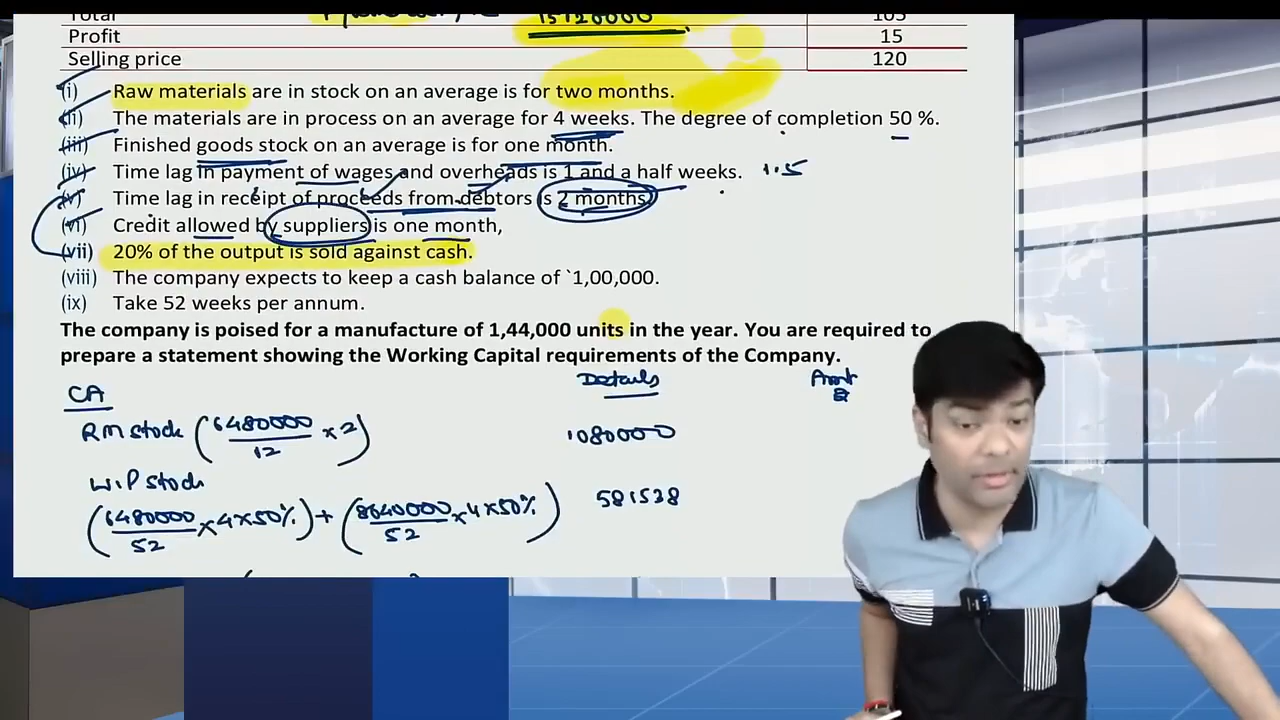 Total 15120000 105
Profit 15
Selling price 120
(i) Raw materials are in stock on an average is for two months.
(ii) The materials are in process on an average for 4 weeks. The degree of completion 50 %.
(iii) Finished goods stock on an average is for one month.
(iv) Time lag in payment of wages and overheads is 1 and a half weeks. 1.5
(v) Time lag in receipt of proceeds from debtors is 2 months
(vi) Credit allowed by suppliers is one month,
(vii) 20% of the output is sold against cash.
(viii) The company expects to keep a cash balance of `1,00,000.
(ix) Take 52 weeks per annum.
The company is poised for a manufacture of 1,44,000 units in the year. You are required to
prepare a statement showing the Working Capital requirements of the Company.
CA Details Amt
RM stock (6480000/12 × 2) 1080000
WIP stock
(6480000/52 × 4 × 50%) + (8640000/52 × 4 × 50%) 581538